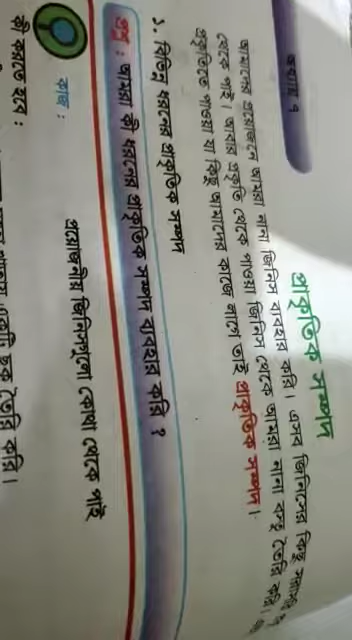 অধ্যায় ৭
প্রাকৃতিক সম্পদ
আমাদের প্রয়োজনে আমরা নানা জিনিস ব্যবহার করি। এসব জিনিসের কিছু সরাসরি
থেকে পাই। আবার প্রকৃতি থেকে পাওয়া জিনিস থেকে আমরা নানা বস্তু তৈরি করি।
প্রকৃতিতে পাওয়া যা কিছু আমাদের কাজে লাগে তাই প্রাকৃতিক সম্পদ।
১. বিভিন্ন ধরনের প্রাকৃতিক সম্পদ
প্রশ্ন : আমরা কী ধরনের প্রাকৃতিক সম্পদ ব্যবহার করি ?
কাজ : প্রয়োজনীয় জিনিসগুলো কোথা থেকে পাই
কী করতে হবে :
ছক তৈরি করি।